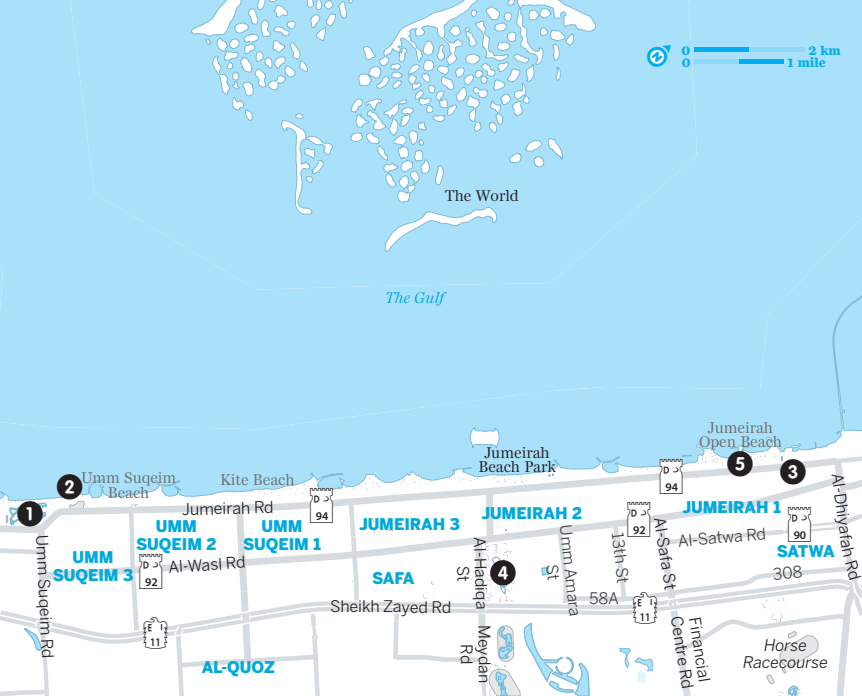 0 2 km
0 1 mile
The World
The Gulf
Jumeirah
Open Beach
Jumeirah
Beach Park
Umm Suqeim
Beach
Kite Beach
1
2
3
4
5
Jumeirah Rd
D
94
D
94
UMM
SUQEIM 2
UMM
SUQEIM 1
JUMEIRAH 3
JUMEIRAH 2
JUMEIRAH 1
D
92
D
90
Al-Satwa Rd
SATWA
Al-Dhiyafah Rd
UMM
SUQEIM 3
D
92
Al-Wasl Rd
SAFA
Al-Hadiqa
St
Umm Amara
St
13th St
Al-Safa St
308
58A
Sheikh Zayed Rd
E
11
E
11
Umm Suqeim Rd
AL-QUOZ
Meydan
Rd
Financial
Centre Rd
Horse
Racecourse